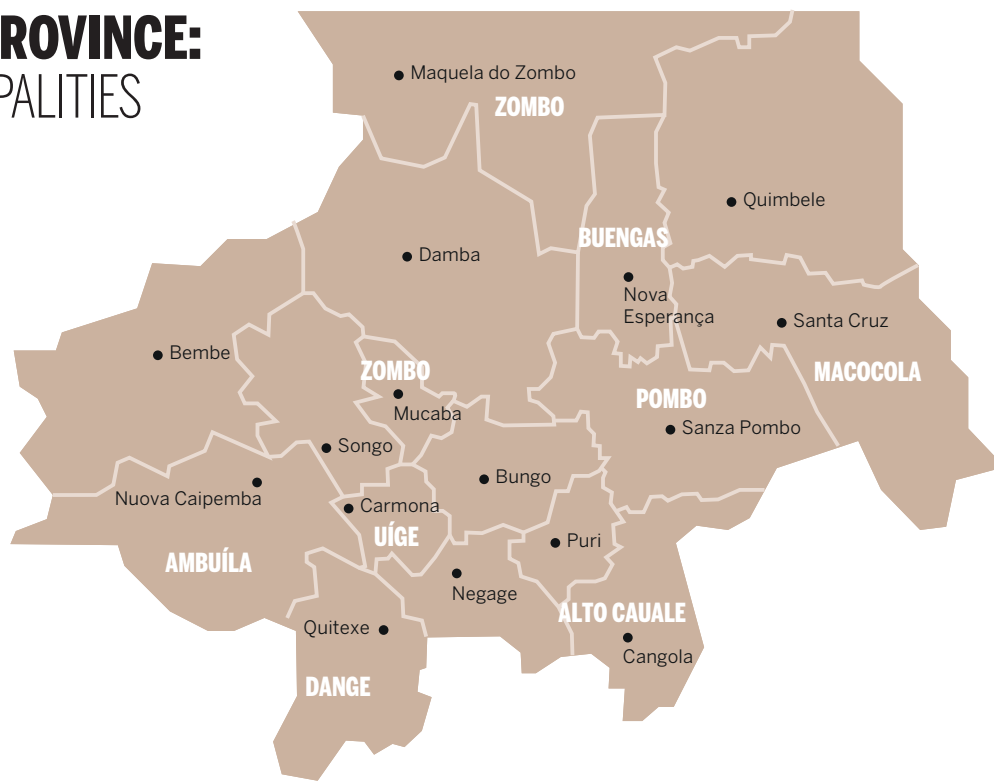 ROVINCE:
PALITIES
Maquela do Zombo
ZOMBO
Quimbele
BUENGAS
Damba
Nova
Esperança
Santa Cruz
Bembe
ZOMBO
MACOCOLA
Mucaba
POMBO
Sanza Pombo
Songo
Bungo
Nuova Caipemba
Carmona
UÍGE
Puri
AMBUÍLA
Negage
ALTO CAUALE
Quitexe
Cangola
DANGE